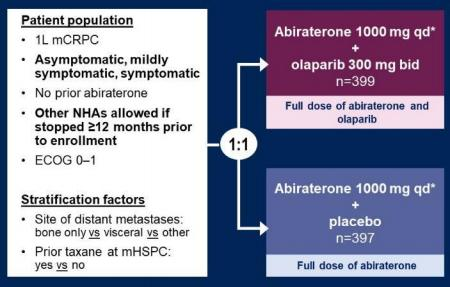 Patient population
• 1L mCRPC
• Asymptomatic, mildly
symptomatic, symptomatic
• No prior abiraterone
• Other NHAs allowed if
stopped ≥12 months prior
to enrollment
• ECOG 0–1
Stratification factors
• Site of distant metastases:
bone only vs visceral vs other
• Prior taxane at mHSPC:
yes vs no
1:1
Abiraterone 1000 mg qd*
+
olaparib 300 mg bid
n=399
Full dose of abiraterone and
olaparib
Abiraterone 1000 mg qd*
+
placebo
n=397
Full dose of abiraterone